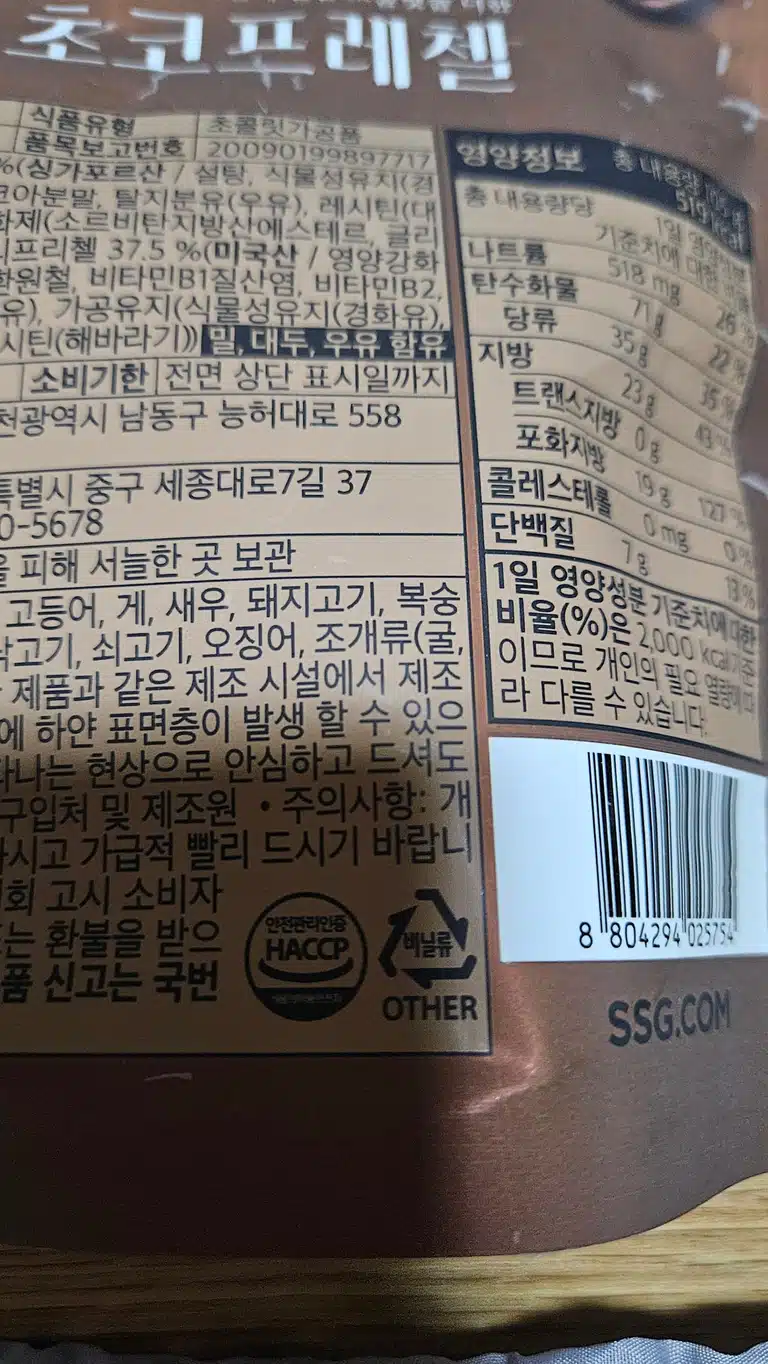 초코프레첼
식품유형 초콜릿가공품
품목보고번호 20090199897717
%(싱가포르산 / 설탕, 식물성유지(경
코아분말, 탈지분유(우유), 레시틴(대
화제(소르비탄지방산에스테르, 글리
프리첼 37.5 %(미국산 / 영양강화
환원철, 비타민B1질산염, 비타민B2,
유), 가공유지(식물성유지(경화유),
시틴(해바라기)) 밀, 대두, 우유 함유
소비기한 전면 상단 표시일까지
천광역시 남동구 능허대로 558
특별시 중구 세종대로7길 37
0-5678
을 피해 서늘한 곳 보관
고등어, 게, 새우, 돼지고기, 복숭
닭고기, 쇠고기, 오징어, 조개류(굴,
제품과 같은 제조 시설에서 제조
에 하얀 표면층이 발생 할 수 있으
타나는 현상으로 안심하고 드셔도
구입처 및 제조원 • 주의사항: 개
시고 가급적 빨리 드시기 바랍니
회 고시 소비자
는 환불을 받으
품 신고는 국번
안전관리인증
HACCP
비닐류
OTHER
영양정보 총 내용량
519 kcal
총 내용량당 1일 영양성분
기준치에 대한 비율
나트륨 518 mg 26 %
탄수화물 71 g 22 %
당류 35 g 35 %
지방 23 g 43 %
트랜스지방 0 g
포화지방 19 g 127 %
콜레스테롤 0 mg 0 %
단백질 7 g 13 %
1일 영양성분 기준치에 대한
비율(%)은 2,000 kcal 기준
이므로 개인의 필요 열량에 따
라 다를 수 있습니다.
8 804294 025754
SSG.COM